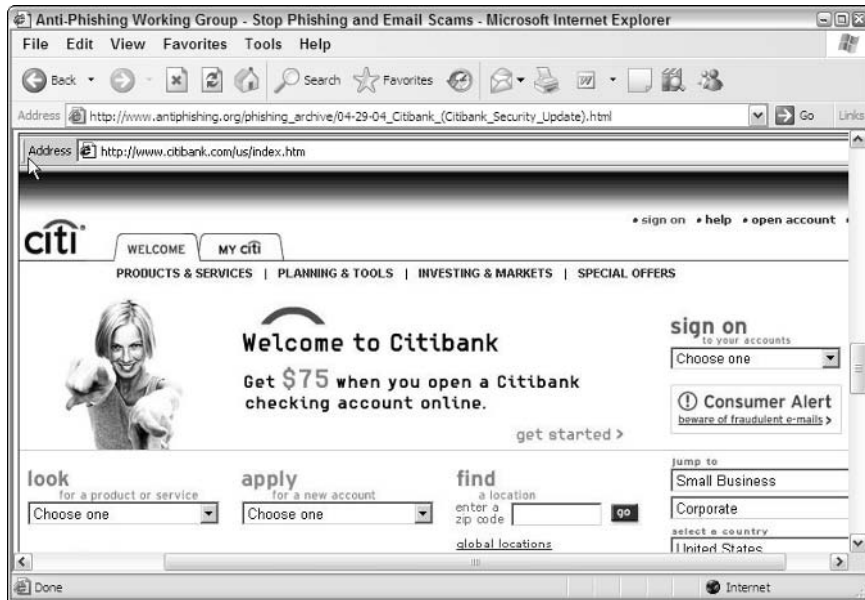 Anti-Phishing Working Group - Stop Phishing and Email Scams - Microsoft Internet Explorer
File Edit View Favorites Tools Help
Back Search Favorites
Address http://www.antiphishing.org/phishing_archive/04-29-04_Citibank_(Citibank_Security_Update).html Go Links
Address http://www.citibank.com/us/index.htm
• sign on • help • open account
citi® WELCOME MY citi
PRODUCTS & SERVICES | PLANNING & TOOLS | INVESTING & MARKETS | SPECIAL OFFERS
Welcome to Citibank
Get $75 when you open a Citibank
checking account online.
get started >
sign on
to your accounts
Choose one
Consumer Alert
beware of fraudulent e-mails >
look
for a product or service
Choose one
apply
for a new account
Choose one
find
a location
enter a
zip code go
global locations
jump to
Small Business
Corporate
select a country
United States
Done Internet